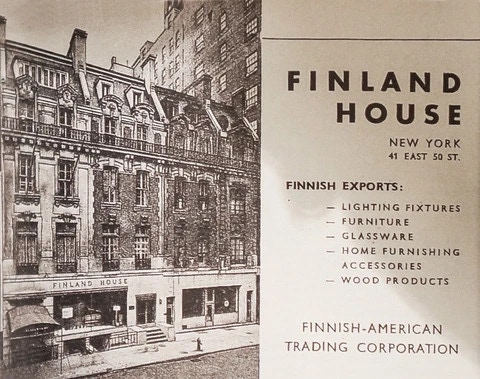 FINLAND HOUSE
FINLAND
HOUSE
NEW YORK
41 EAST 50 ST.
FINNISH EXPORTS:
— LIGHTING FIXTURES
— FURNITURE
— GLASSWARE
— HOME FURNISHING
ACCESSORIES
— WOOD PRODUCTS
FINNISH-AMERICAN
TRADING CORPORATION